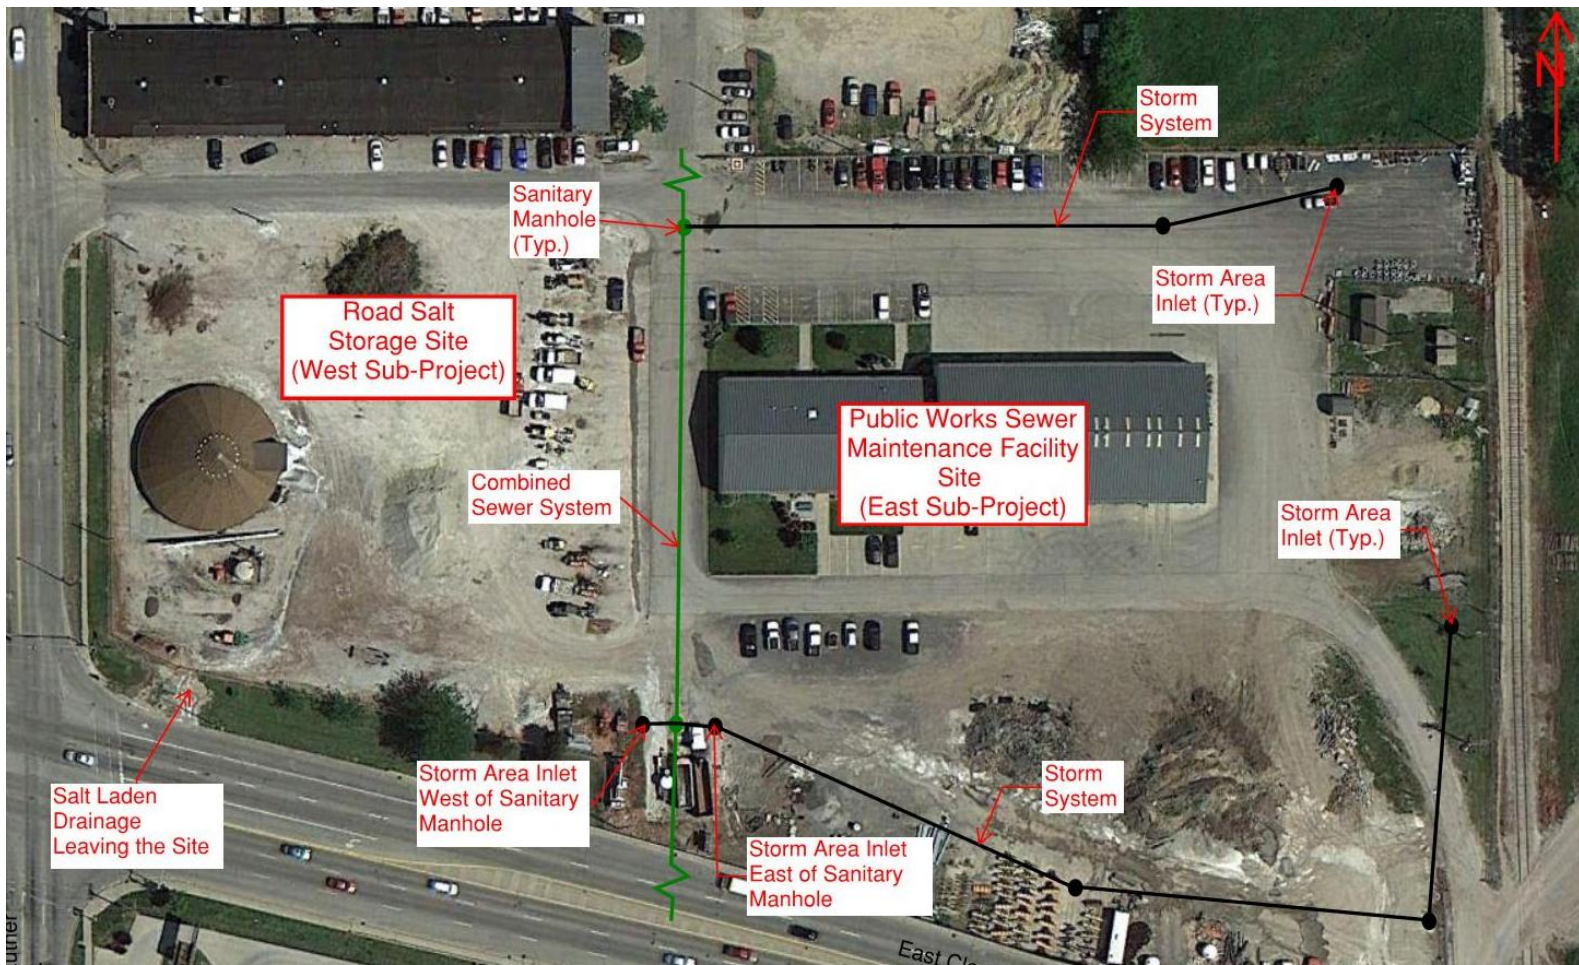 N
Storm
System
Sanitary
Manhole
(Typ.)
Storm Area
Inlet (Typ.)
Road Salt
Storage Site
(West Sub-Project)
Public Works Sewer
Maintenance Facility
Site
(East Sub-Project)
Combined
Sewer System
Storm Area
Inlet (Typ.)
Storm Area Inlet
West of Sanitary
Manhole
Storm
System
Salt Laden
Drainage
Leaving the Site
Storm Area Inlet
East of Sanitary
Manhole
East